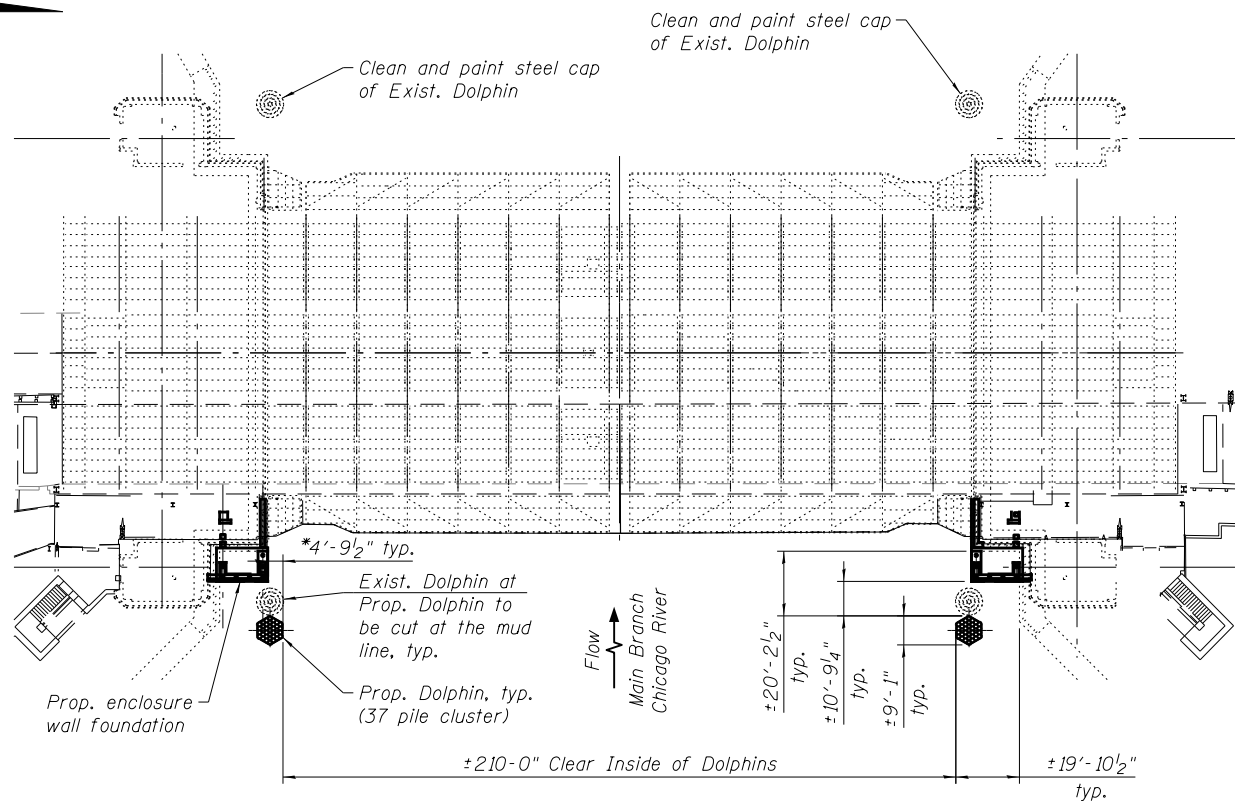 Clean and paint steel cap
of Exist. Dolphin
Clean and paint steel cap
of Exist. Dolphin
*4'-9½" typ.
Exist. Dolphin at
Prop. Dolphin to
be cut at the mud
line, typ.
Prop. Dolphin, typ.
(37 pile cluster)
Prop. enclosure
wall foundation
Flow
Main Branch
Chicago River
±20'-2½"
typ.
±10'-9¼"
typ.
±9'-1"
typ.
±210-0" Clear Inside of Dolphins
±19'-10½"
typ.